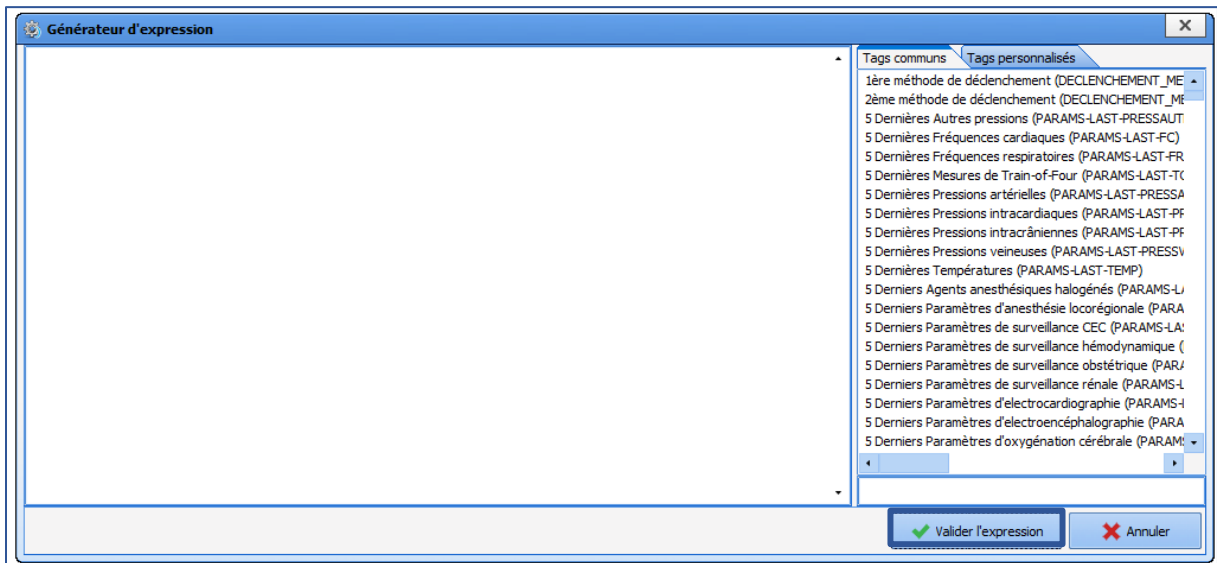 Générateur d'expression
Tags communs
Tags personnalisés
1ère méthode de déclenchement (DECLENCHEMENT_ME
2ème méthode de déclenchement (DECLENCHEMENT_ME
5 Dernières Autres pressions (PARAMS-LAST-PRESSAUT
5 Dernières Fréquences cardiaques (PARAMS-LAST-FC)
5 Dernières Fréquences respiratoires (PARAMS-LAST-FR
5 Dernières Mesures de Train-of-Four (PARAMS-LAST-TO
5 Dernières Pressions artérielles (PARAMS-LAST-PRESSA
5 Dernières Pressions intracardiaques (PARAMS-LAST-PR
5 Dernières Pressions intracrâniennes (PARAMS-LAST-PR
5 Dernières Pressions veineuses (PARAMS-LAST-PRESSV
5 Dernières Températures (PARAMS-LAST-TEMP)
5 Derniers Agents anesthésiques halogénés (PARAMS-LA
5 Derniers Paramètres d'anesthésie locorégionale (PARA
5 Derniers Paramètres de surveillance CEC (PARAMS-LAS
5 Derniers Paramètres de surveillance hémodynamique (
5 Derniers Paramètres de surveillance obstétrique (PARA
5 Derniers Paramètres de surveillance rénale (PARAMS-L
5 Derniers Paramètres d'electrocardiographie (PARAMS-
5 Derniers Paramètres d'electroencéphalographie (PARA
5 Derniers Paramètres d'oxygénation cérébrale (PARAMS
Valider l'expression
Annuler